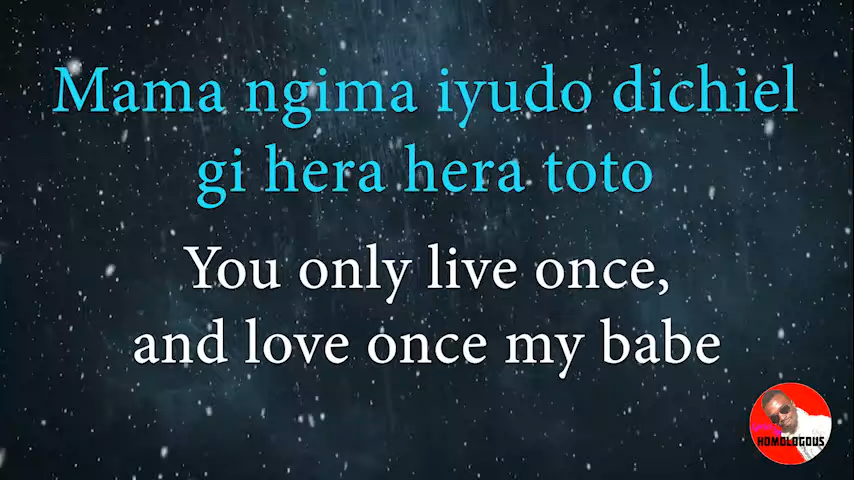 Mama ngima iyudo dichiel
gi hera hera toto
You only live once,
and love once my babe
HOMOLOGOUS